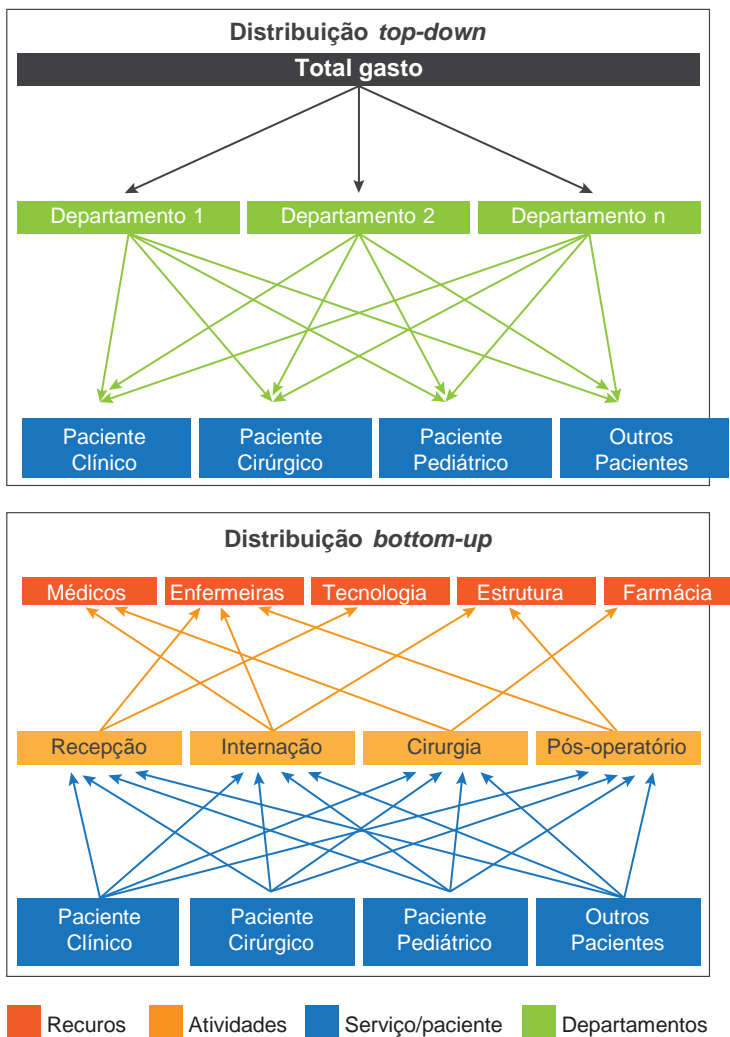 Distribuição top-down
Total gasto
Departamento 1 Departamento 2 Departamento n
Paciente Clínico
Paciente Cirúrgico
Paciente Pediátrico
Outros Pacientes
Distribuição bottom-up
Médicos Enfermeiras Tecnologia Estrutura Farmácia
Recepção Internação Cirurgia Pós-operatório
Paciente Clínico
Paciente Cirúrgico
Paciente Pediátrico
Outros Pacientes
Recuros Atividades Serviço/paciente Departamentos